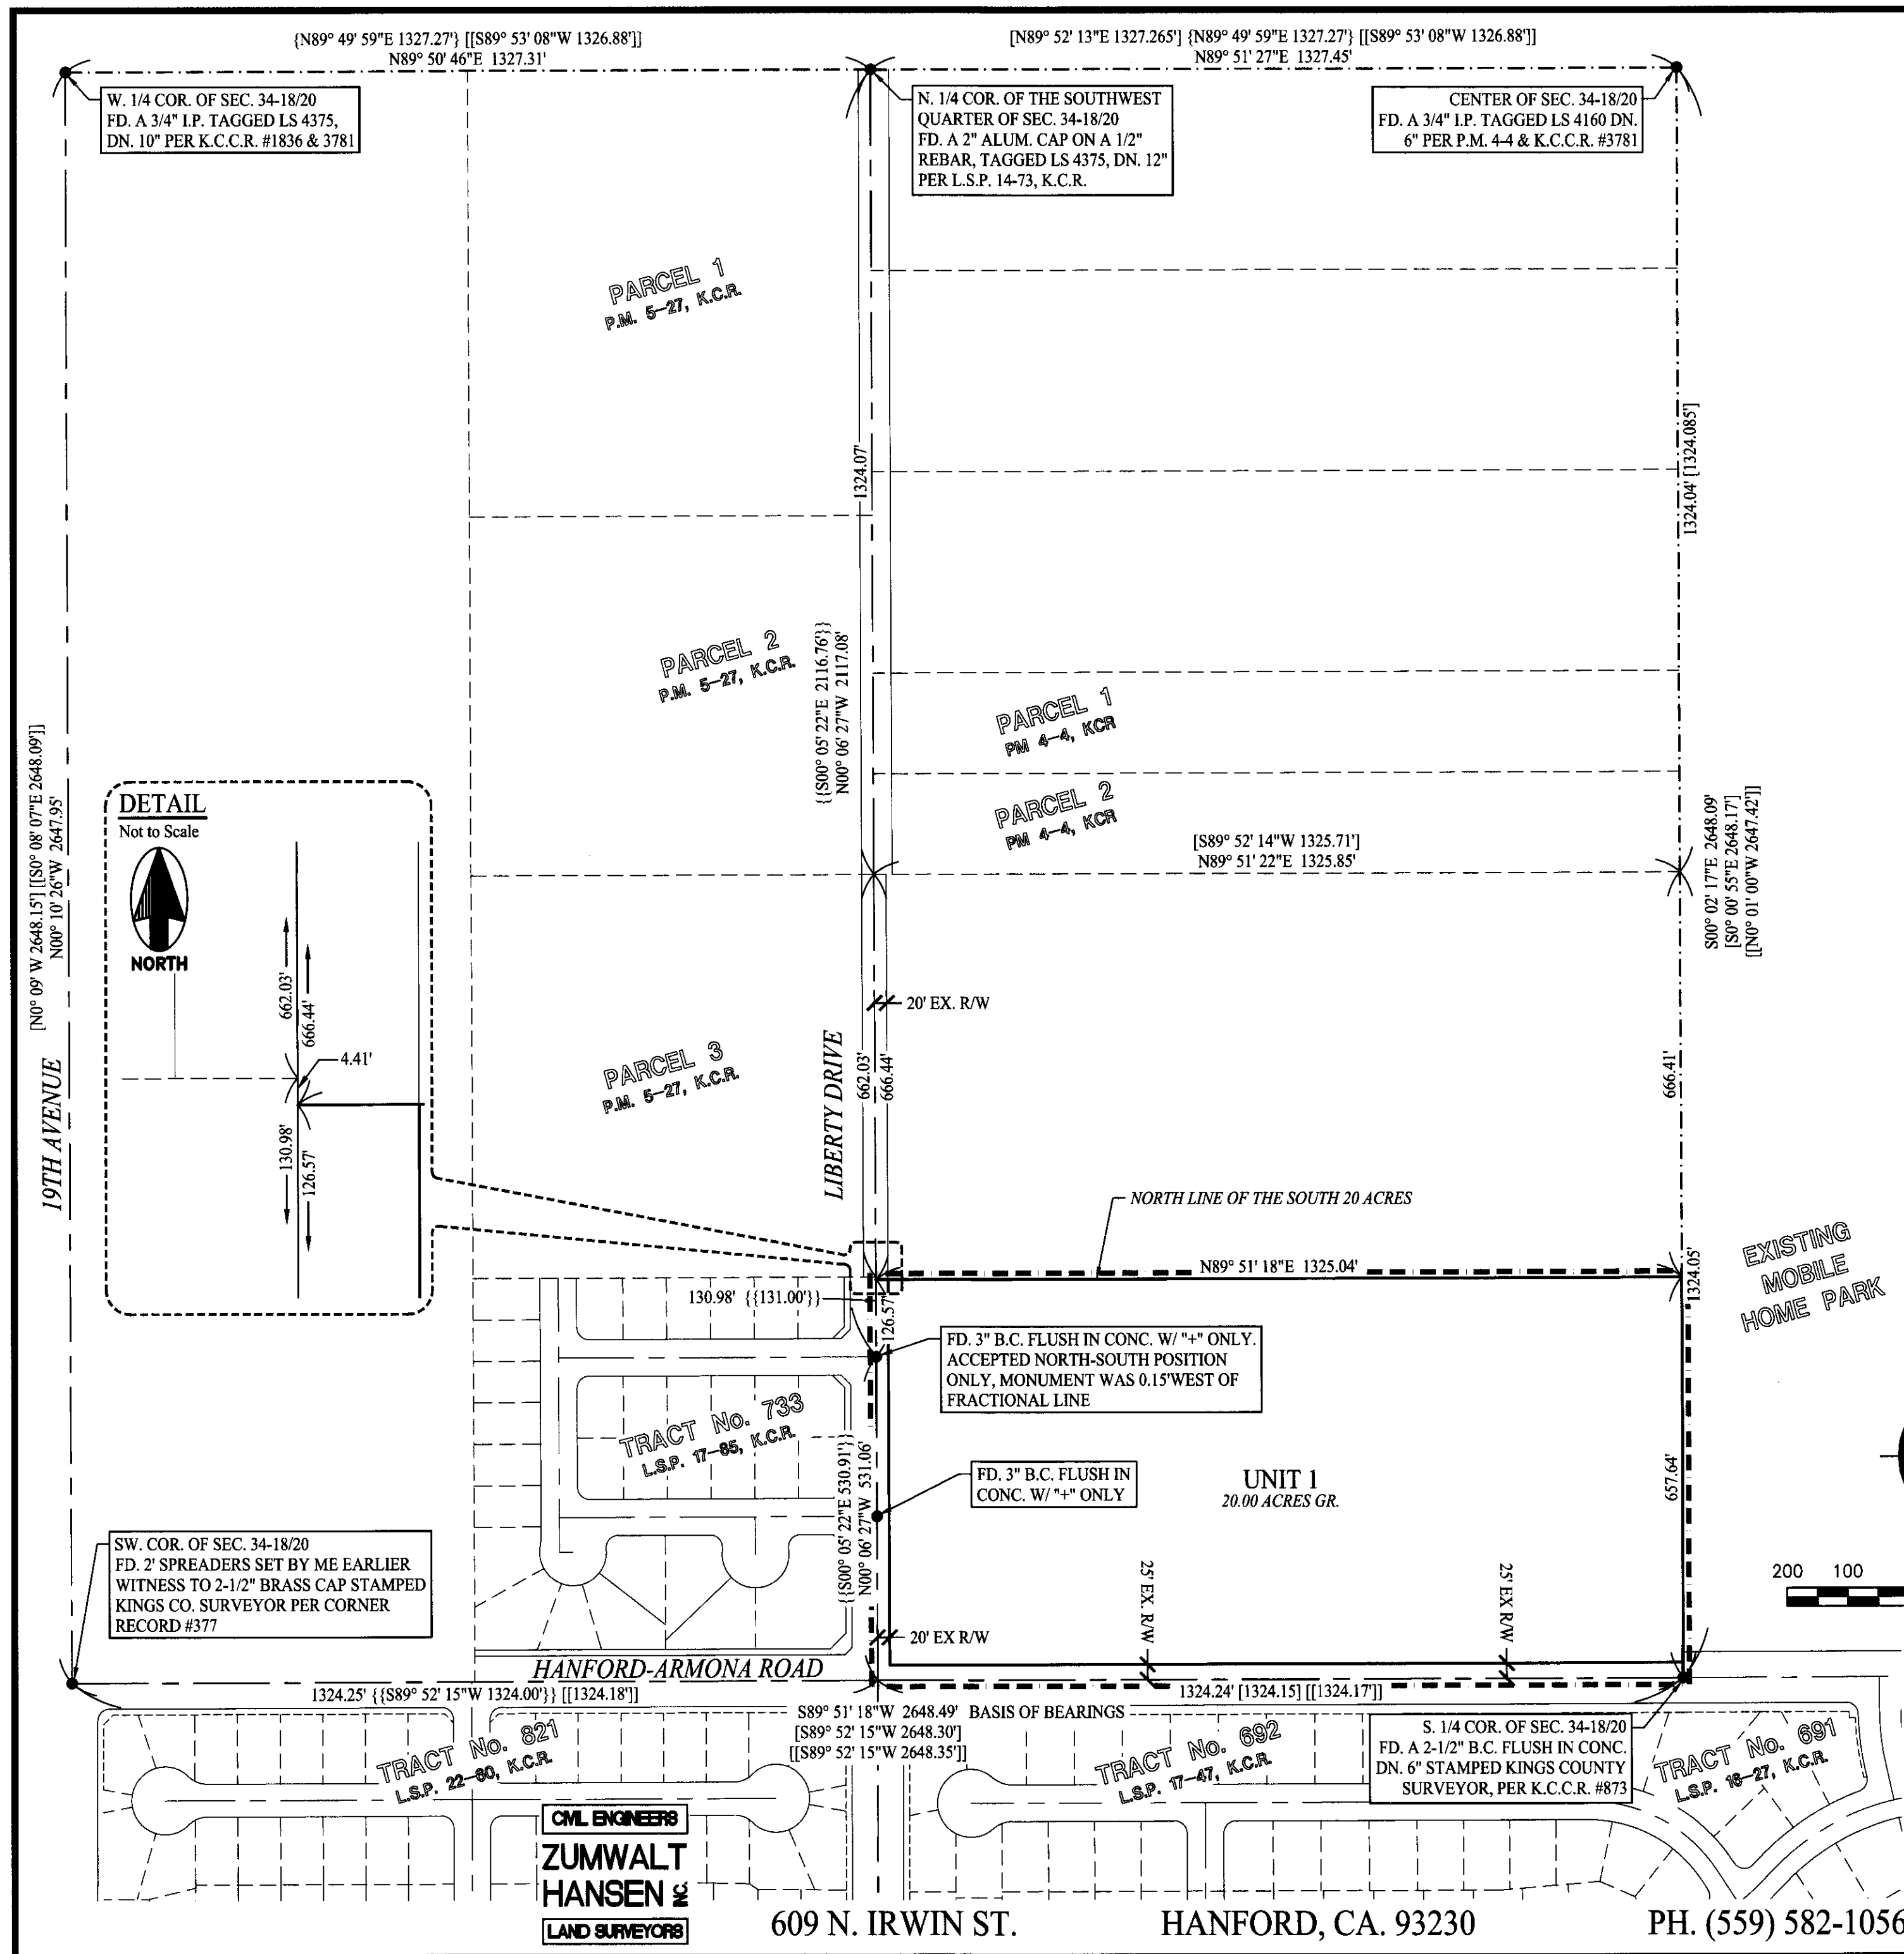 {N89° 49' 59"E 1327.27'} [[S89° 53' 08"W 1326.88']]
N89° 50' 46"E 1327.31'
[N89° 52' 13"E 1327.265'] {N89° 49' 59"E 1327.27'} [[S89° 53' 08"W 1326.88']]
N89° 51' 27"E 1327.45'
W. 1/4 COR. OF SEC. 34-18/20
FD. A 3/4" I.P. TAGGED LS 4375,
DN. 10" PER K.C.C.R. #1836 & 3781
N. 1/4 COR. OF THE SOUTHWEST
QUARTER OF SEC. 34-18/20
FD. A 2" ALUM. CAP ON A 1/2"
REBAR, TAGGED LS 4375, DN. 12"
PER L.S.P. 14-73, K.C.R.
CENTER OF SEC. 34-18/20
FD. A 3/4" I.P. TAGGED LS 4160 DN.
6" PER P.M. 4-4 & K.C.C.R. #3781
PARCEL 1
P.M. 5-27, K.C.R.
1324.07'
1324.04' [1324.085']
PARCEL 2
P.M. 5-27, K.C.R.
{{S00° 05' 22"E 2116.76'}}
N00° 06' 27"W 2117.08'
PARCEL 1
PM 4-4, KCR
PARCEL 2
PM 4-4, KCR
[S89° 52' 14"W 1325.71']
N89° 51' 22"E 1325.85'
S00° 02' 17"E 2648.09'
[S0° 00' 55"E 2648.17']
[[N0° 01' 00"W 2647.42']]
[N0° 09' W 2648.15'] [[S0° 08' 07"E 2648.09']]
N00° 10' 26"W 2647.95'
19TH AVENUE
DETAIL
Not to Scale
NORTH
662.03'
666.44'
4.41'
130.98'
126.57'
20' EX. R/W
PARCEL 3
P.M. 5-27, K.C.R.
LIBERTY DRIVE
662.03'
666.44'
666.41'
NORTH LINE OF THE SOUTH 20 ACRES
N89° 51' 18"E 1325.04'
1324.05'
EXISTING
MOBILE
HOME PARK
130.98' {{131.00'}}
126.57'
FD. 3" B.C. FLUSH IN CONC. W/ "+" ONLY.
ACCEPTED NORTH-SOUTH POSITION
ONLY, MONUMENT WAS 0.15'WEST OF
FRACTIONAL LINE
TRACT No. 733
L.S.P. 17-85, K.C.R.
{{S00° 05' 22"E 530.91'}}
N00° 06' 27"W 531.06'
FD. 3" B.C. FLUSH IN
CONC. W/ "+" ONLY
UNIT 1
20.00 ACRES GR.
657.64'
SW. COR. OF SEC. 34-18/20
FD. 2' SPREADERS SET BY ME EARLIER
WITNESS TO 2-1/2" BRASS CAP STAMPED
KINGS CO. SURVEYOR PER CORNER
RECORD #377
25' EX. R/W
25' EX R/W
200 100
20' EX R/W
HANFORD-ARMONA ROAD
1324.25' {{S89° 52' 15"W 1324.00'}} [[1324.18']]
1324.24' [1324.15] [[1324.17']]
S89° 51' 18"W 2648.49' BASIS OF BEARINGS
[S89° 52' 15"W 2648.30']
[[S89° 52' 15"W 2648.35']]
TRACT No. 821
L.S.P. 22-60, K.C.R.
TRACT No. 692
L.S.P. 17-47, K.C.R.
S. 1/4 COR. OF SEC. 34-18/20
FD. A 2-1/2" B.C. FLUSH IN CONC.
DN. 6" STAMPED KINGS COUNTY
SURVEYOR, PER K.C.C.R. #873
TRACT No. 691
L.S.P. 16-27, K.C.R.
CIVIL ENGINEERS
ZUMWALT
HANSEN INC.
LAND SURVEYORS
609 N. IRWIN ST. HANFORD, CA. 93230 PH. (559) 582-1056